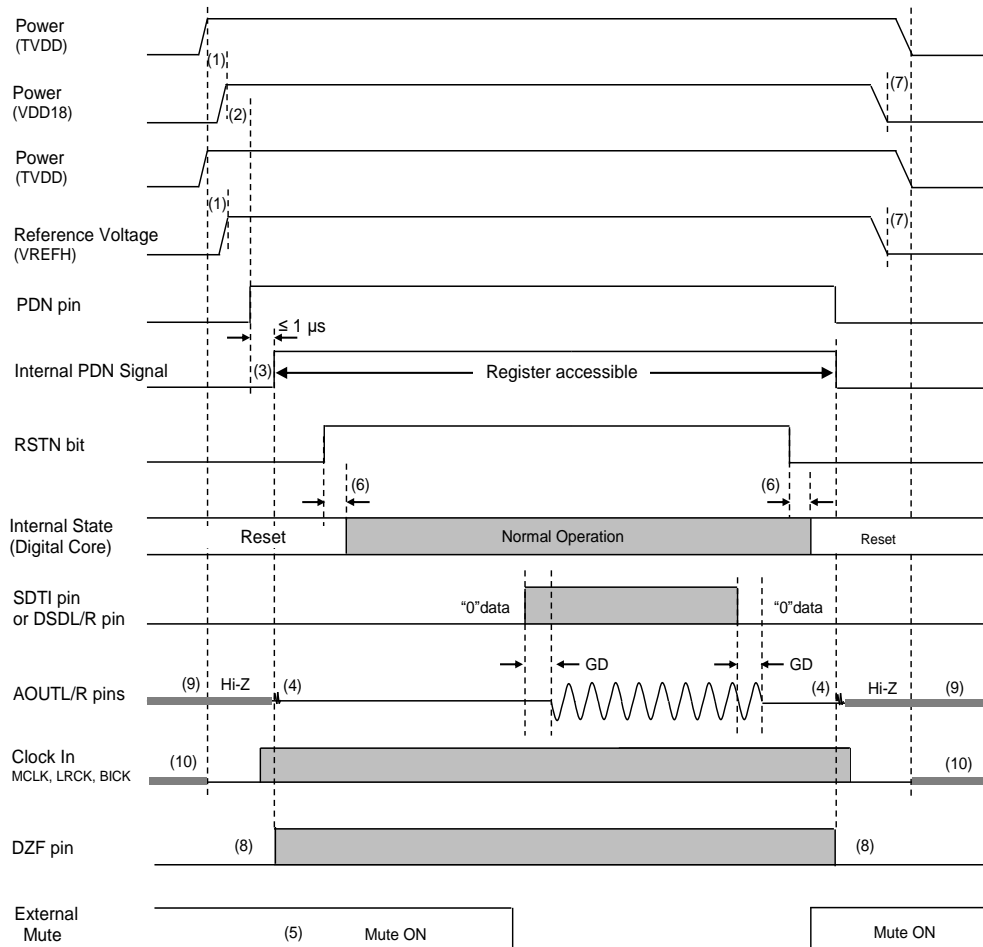 Power
(TVDD)
(1)
(7)
Power
(VDD18)
(2)
Power
(TVDD)
(1)
(7)
Reference Voltage
(VREFH)
PDN pin
≤ 1 µs
Internal PDN Signal
(3)
Register accessible
RSTN bit
(6)
(6)
Internal State
(Digital Core)
Reset
Normal Operation
Reset
SDTI pin
or DSDL/R pin
“0”data
“0”data
GD
GD
AOUTL/R pins
(9)
Hi-Z
(4)
(4)
Hi-Z
(9)
Clock In
MCLK, LRCK, BICK
(10)
(10)
DZF pin
(8)
(8)
External
Mute
(5)
Mute ON
Mute ON